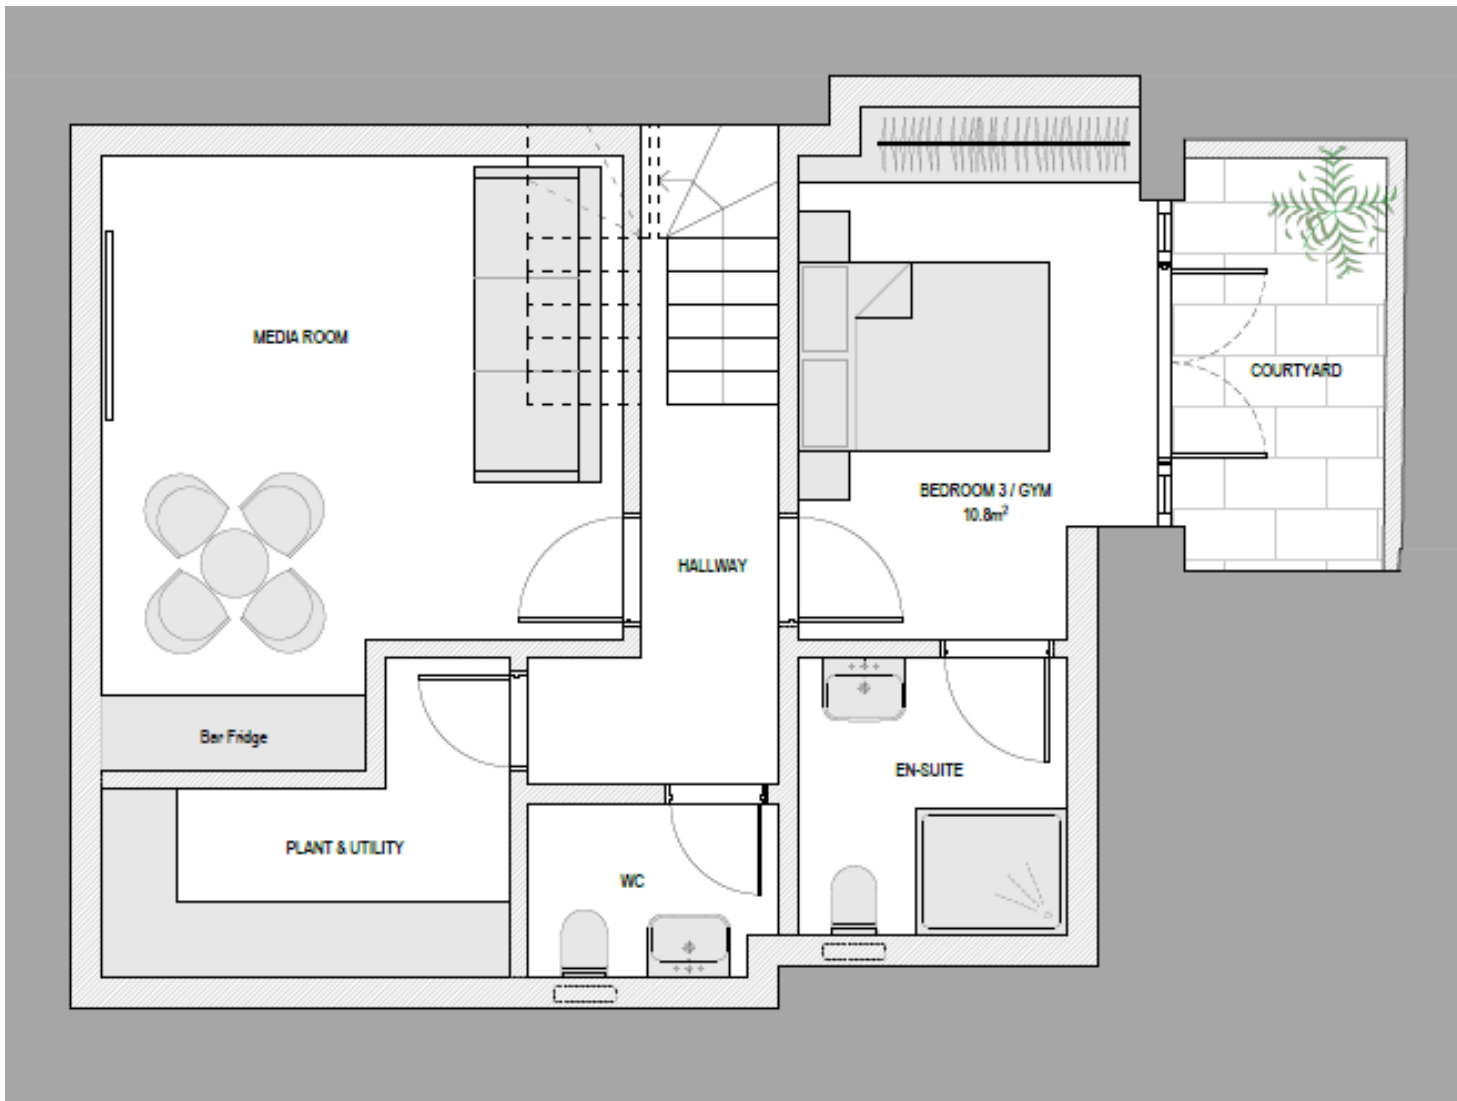 MEDIA ROOM
COURTYARD
BEDROOM 3 / GYM
10.8m²
HALLWAY
Bar Fridge
EN-SUITE
PLANT & UTILITY
WC